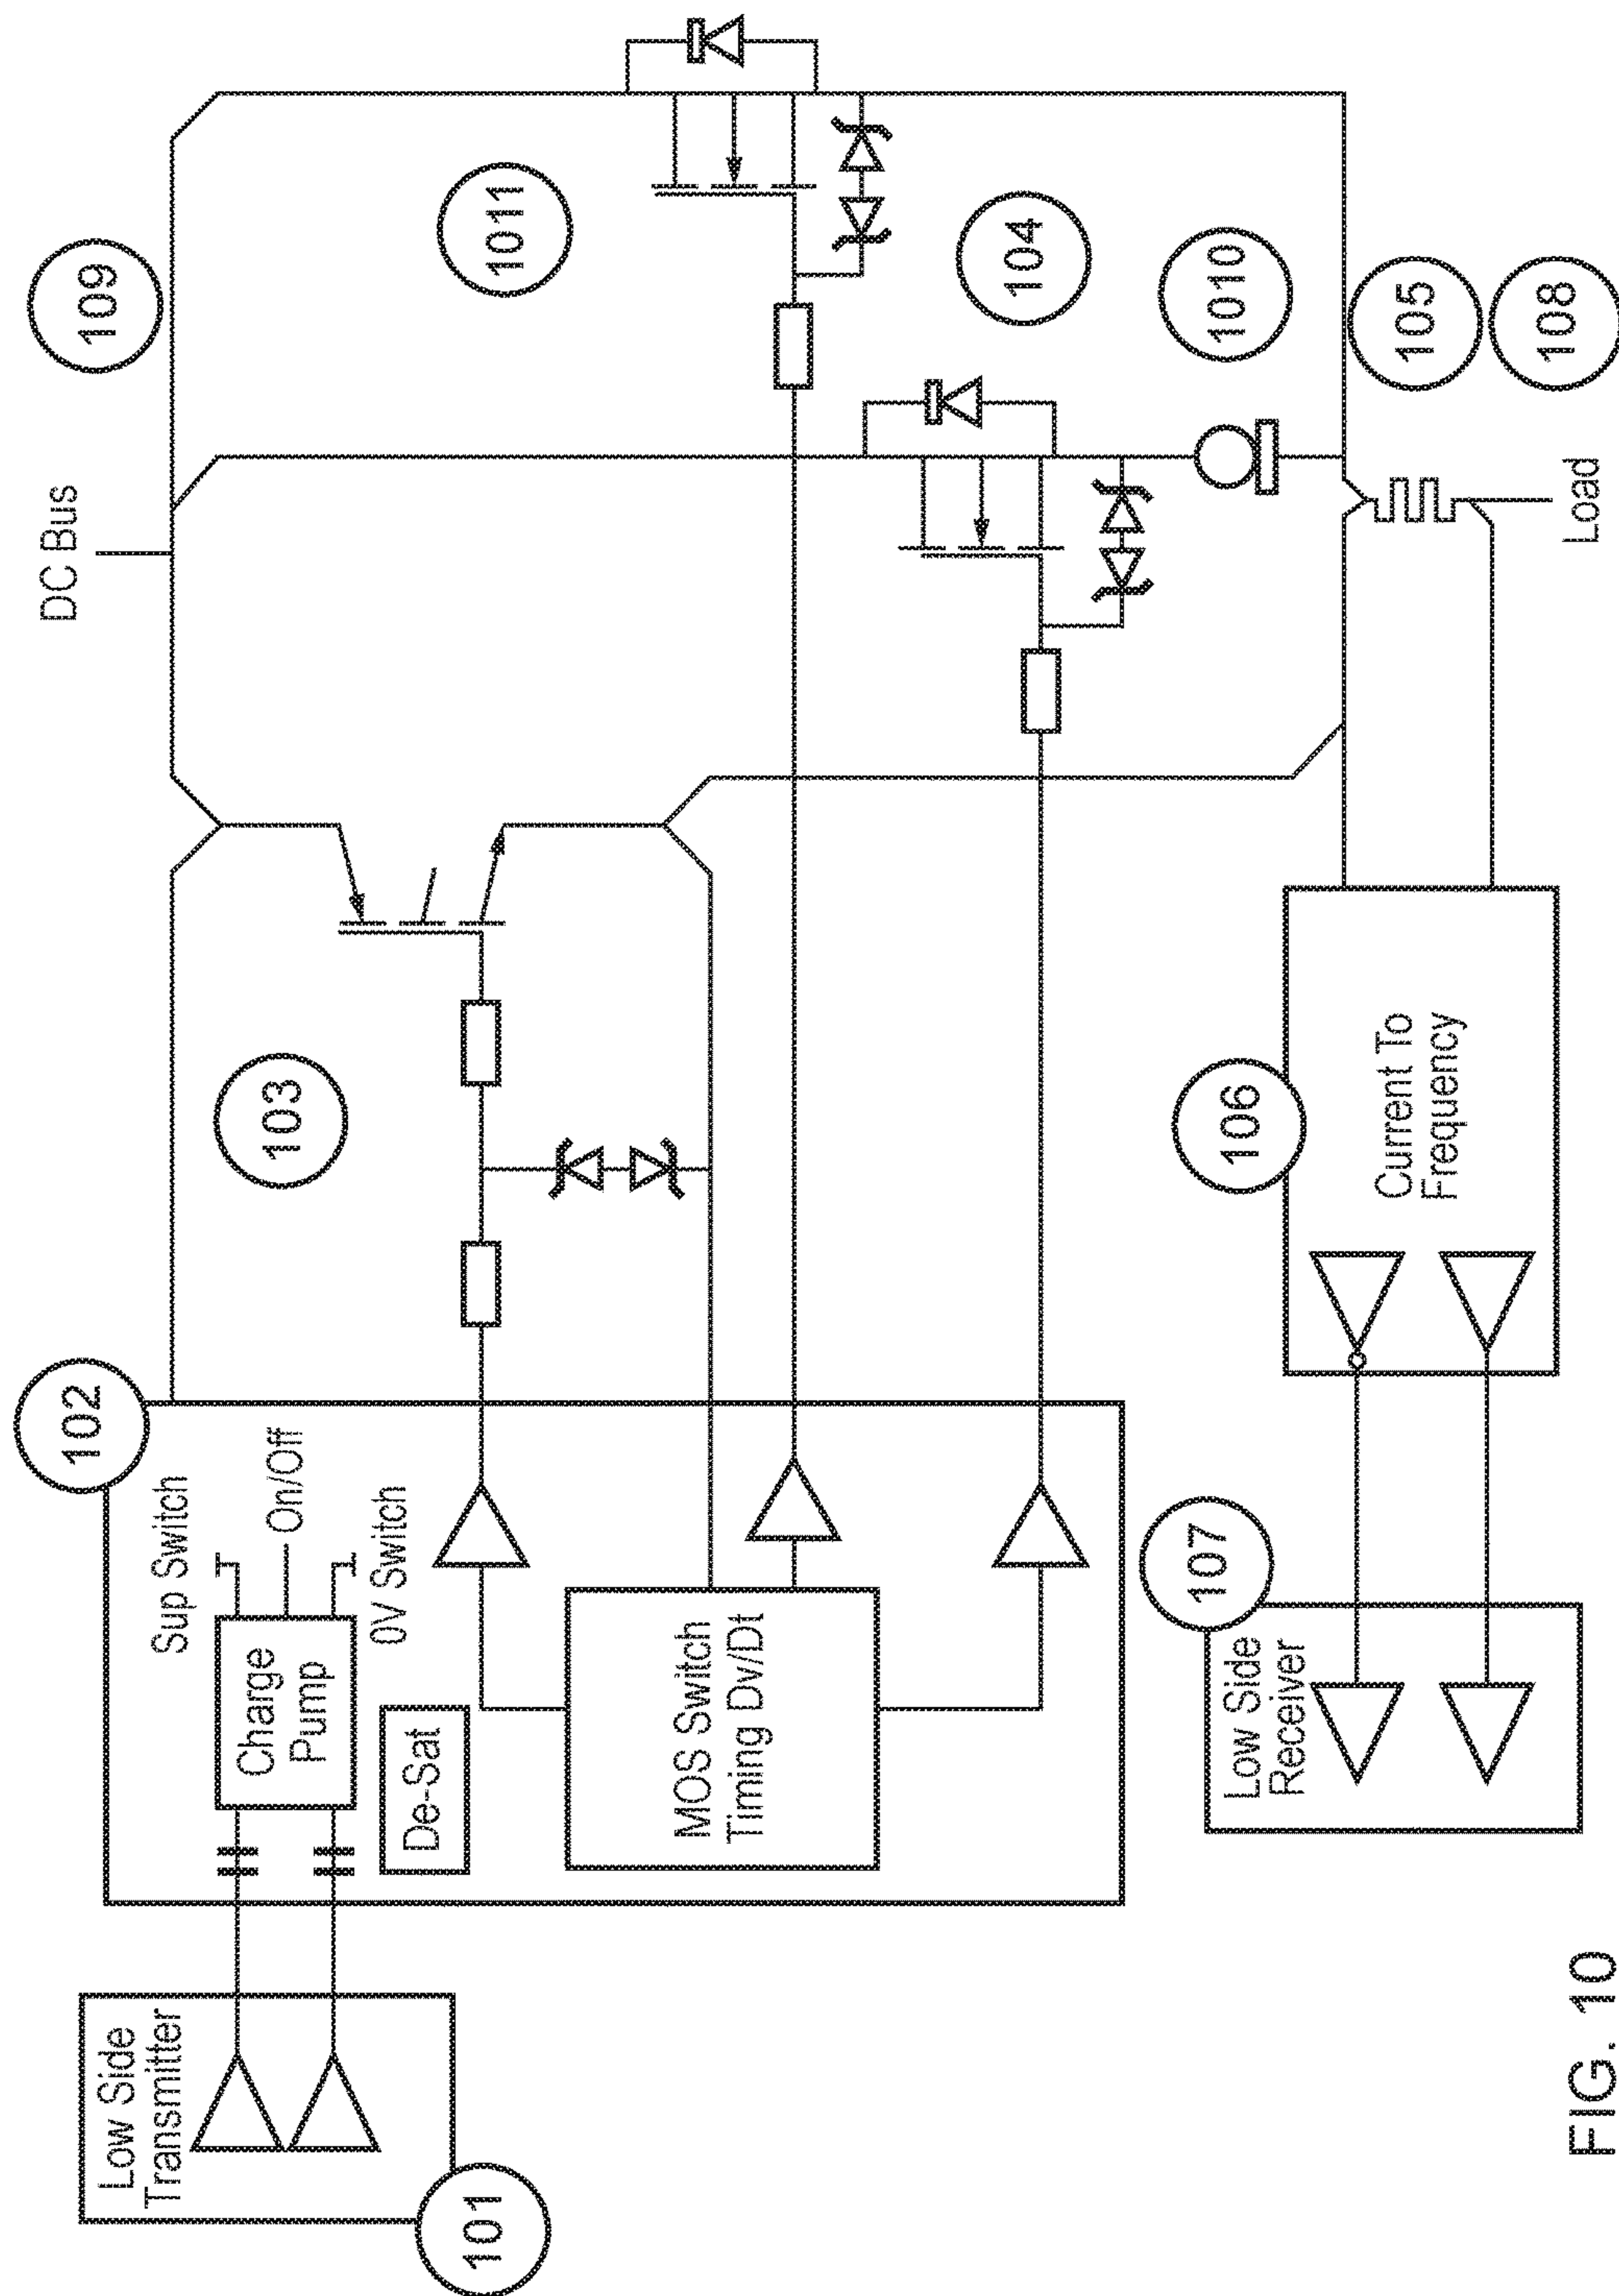 DC Bus
109
1011
104
1010
105
108
Load
103
102
Sup Switch
On/Off
0V Switch
Charge
Pump
De-Sat
MOS Switch
Timing Dv/Dt
106
Current To
Frequency
107
Low Side
Receiver
Low Side
Transmitter
101
FIG. 10